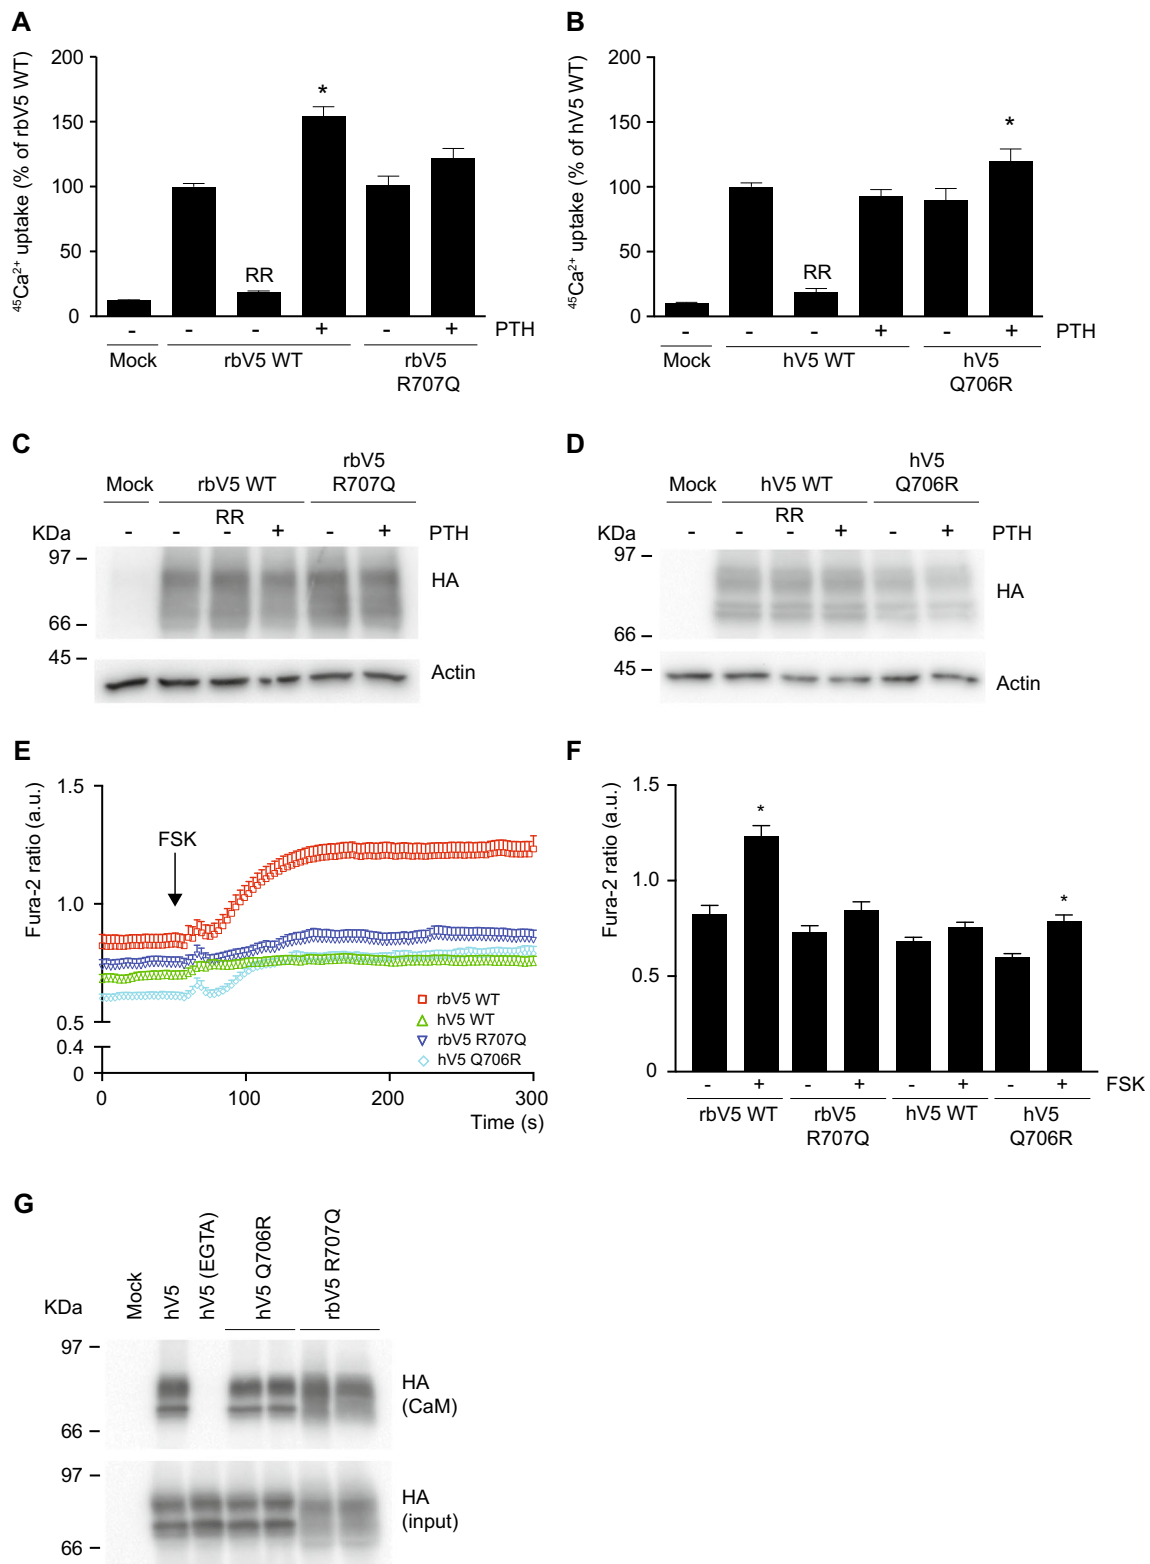 A
⁴⁵Ca²⁺ uptake (% of rbV5 WT)
200
150
100
50
0
*
RR
- - - + - + PTH
Mock rbV5 WT rbV5 R707Q
B
⁴⁵Ca²⁺ uptake (% of hV5 WT)
200
150
100
50
0
*
RR
- - - + - + PTH
Mock hV5 WT hV5 Q706R
C
Mock rbV5 WT rbV5 R707Q
RR
KDa - - - + - + PTH
97
HA
66
45
Actin
D
Mock hV5 WT hV5 Q706R
RR
KDa - - - + - + PTH
97
HA
66
45
Actin
E
Fura-2 ratio (a.u.)
1.5
FSK
1.0
rbV5 WT
hV5 WT
rbV5 R707Q
hV5 Q706R
0.5
0.4
0
0 100 200 300
Time (s)
F
Fura-2 ratio (a.u.)
1.5
1.0
0.5
0
* *
- + - + - + - + FSK
rbV5 WT rbV5 R707Q hV5 WT hV5 Q706R
G
KDa Mock hV5 hV5 (EGTA) hV5 Q706R rbV5 R707Q
97
HA
(CaM)
66
97
HA
(input)
66